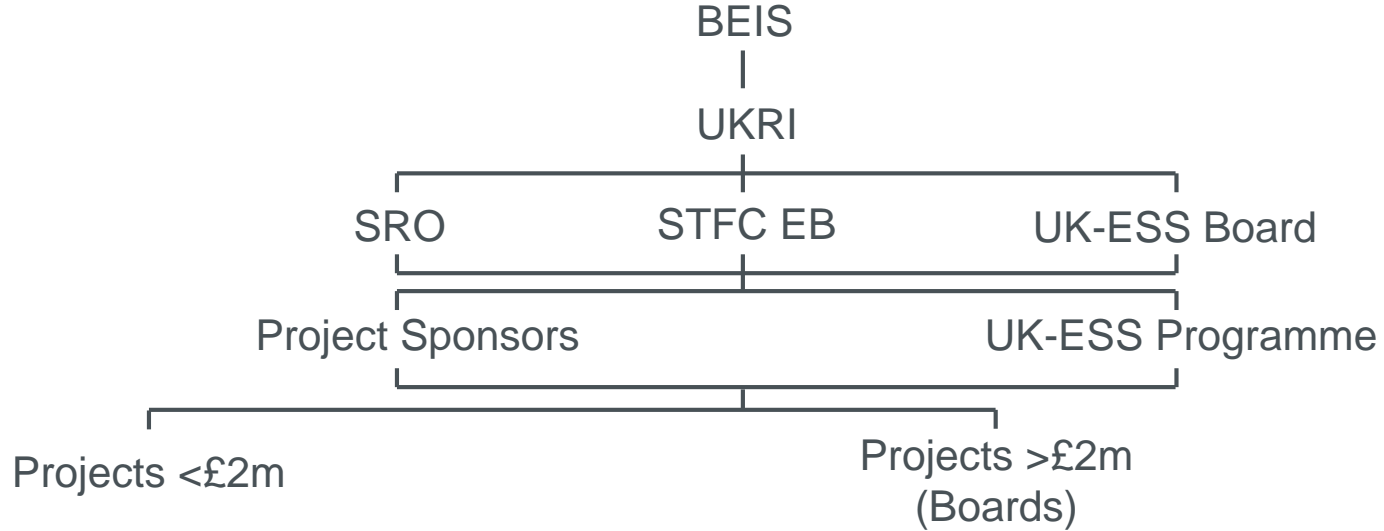 BEIS
UKRI
SRO
STFC EB
UK-ESS Board
Project Sponsors
UK-ESS Programme
Projects <£2m
Projects >£2m
(Boards)